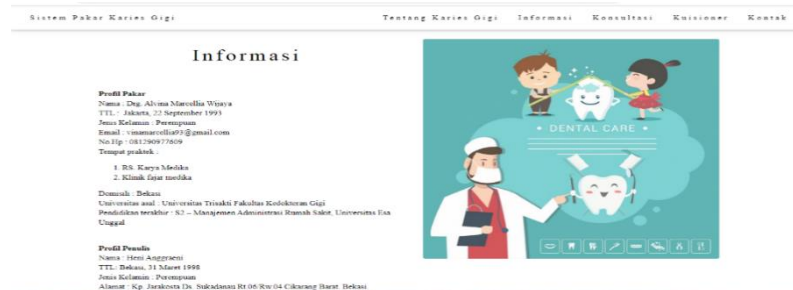 Sistem Pakar Karies Gigi
Tentang Karies Gigi Informasi Konsultasi Kuisioner Kontak
Informasi
Profil Pakar
Nama : Drg. Alvina Marcellia Wijaya
TTL : Jakarta, 22 September 1993
Jenis Kelamin : Perempuan
Email : vinamarcellia93@gmail.com
No.Hp : 081290977809
Tempat praktek :
1. RS. Karya Medika
2. Klinik fajar medika
Domisili : Bekasi
Universitas asal : Universitas Trisakti Fakultas Kedokteran Gigi
Pendidikan terakhir : S2 – Manajemen Administrasi Rumah Sakit, Universitas Esa
Unggal
Profil Penulis
Nama : Heni Anggraeni
TTL: Bekasi, 31 Maret 1998
Jenis Kelamin : Perempuan
Alamat : Kp. Jarakosta Ds. Sukadanau Rt 06/Rw 04 Cikarang Barat. Bekasi
• DENTAL CARE •